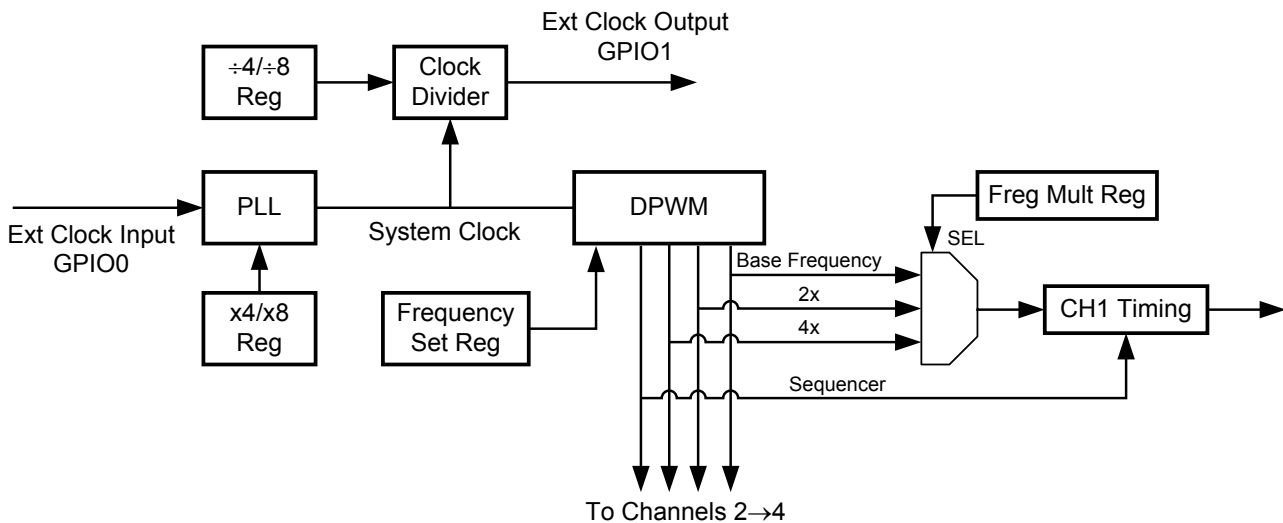 Ext Clock Output
GPIO1
÷4/÷8
Reg
Clock
Divider
PLL
DPWM
Freg Mult Reg
Ext Clock Input
GPIO0
System Clock
SEL
Base Frequency
x4/x8
Reg
Frequency
Set Reg
2x
CH1 Timing
4x
Sequencer
To Channels 2→4